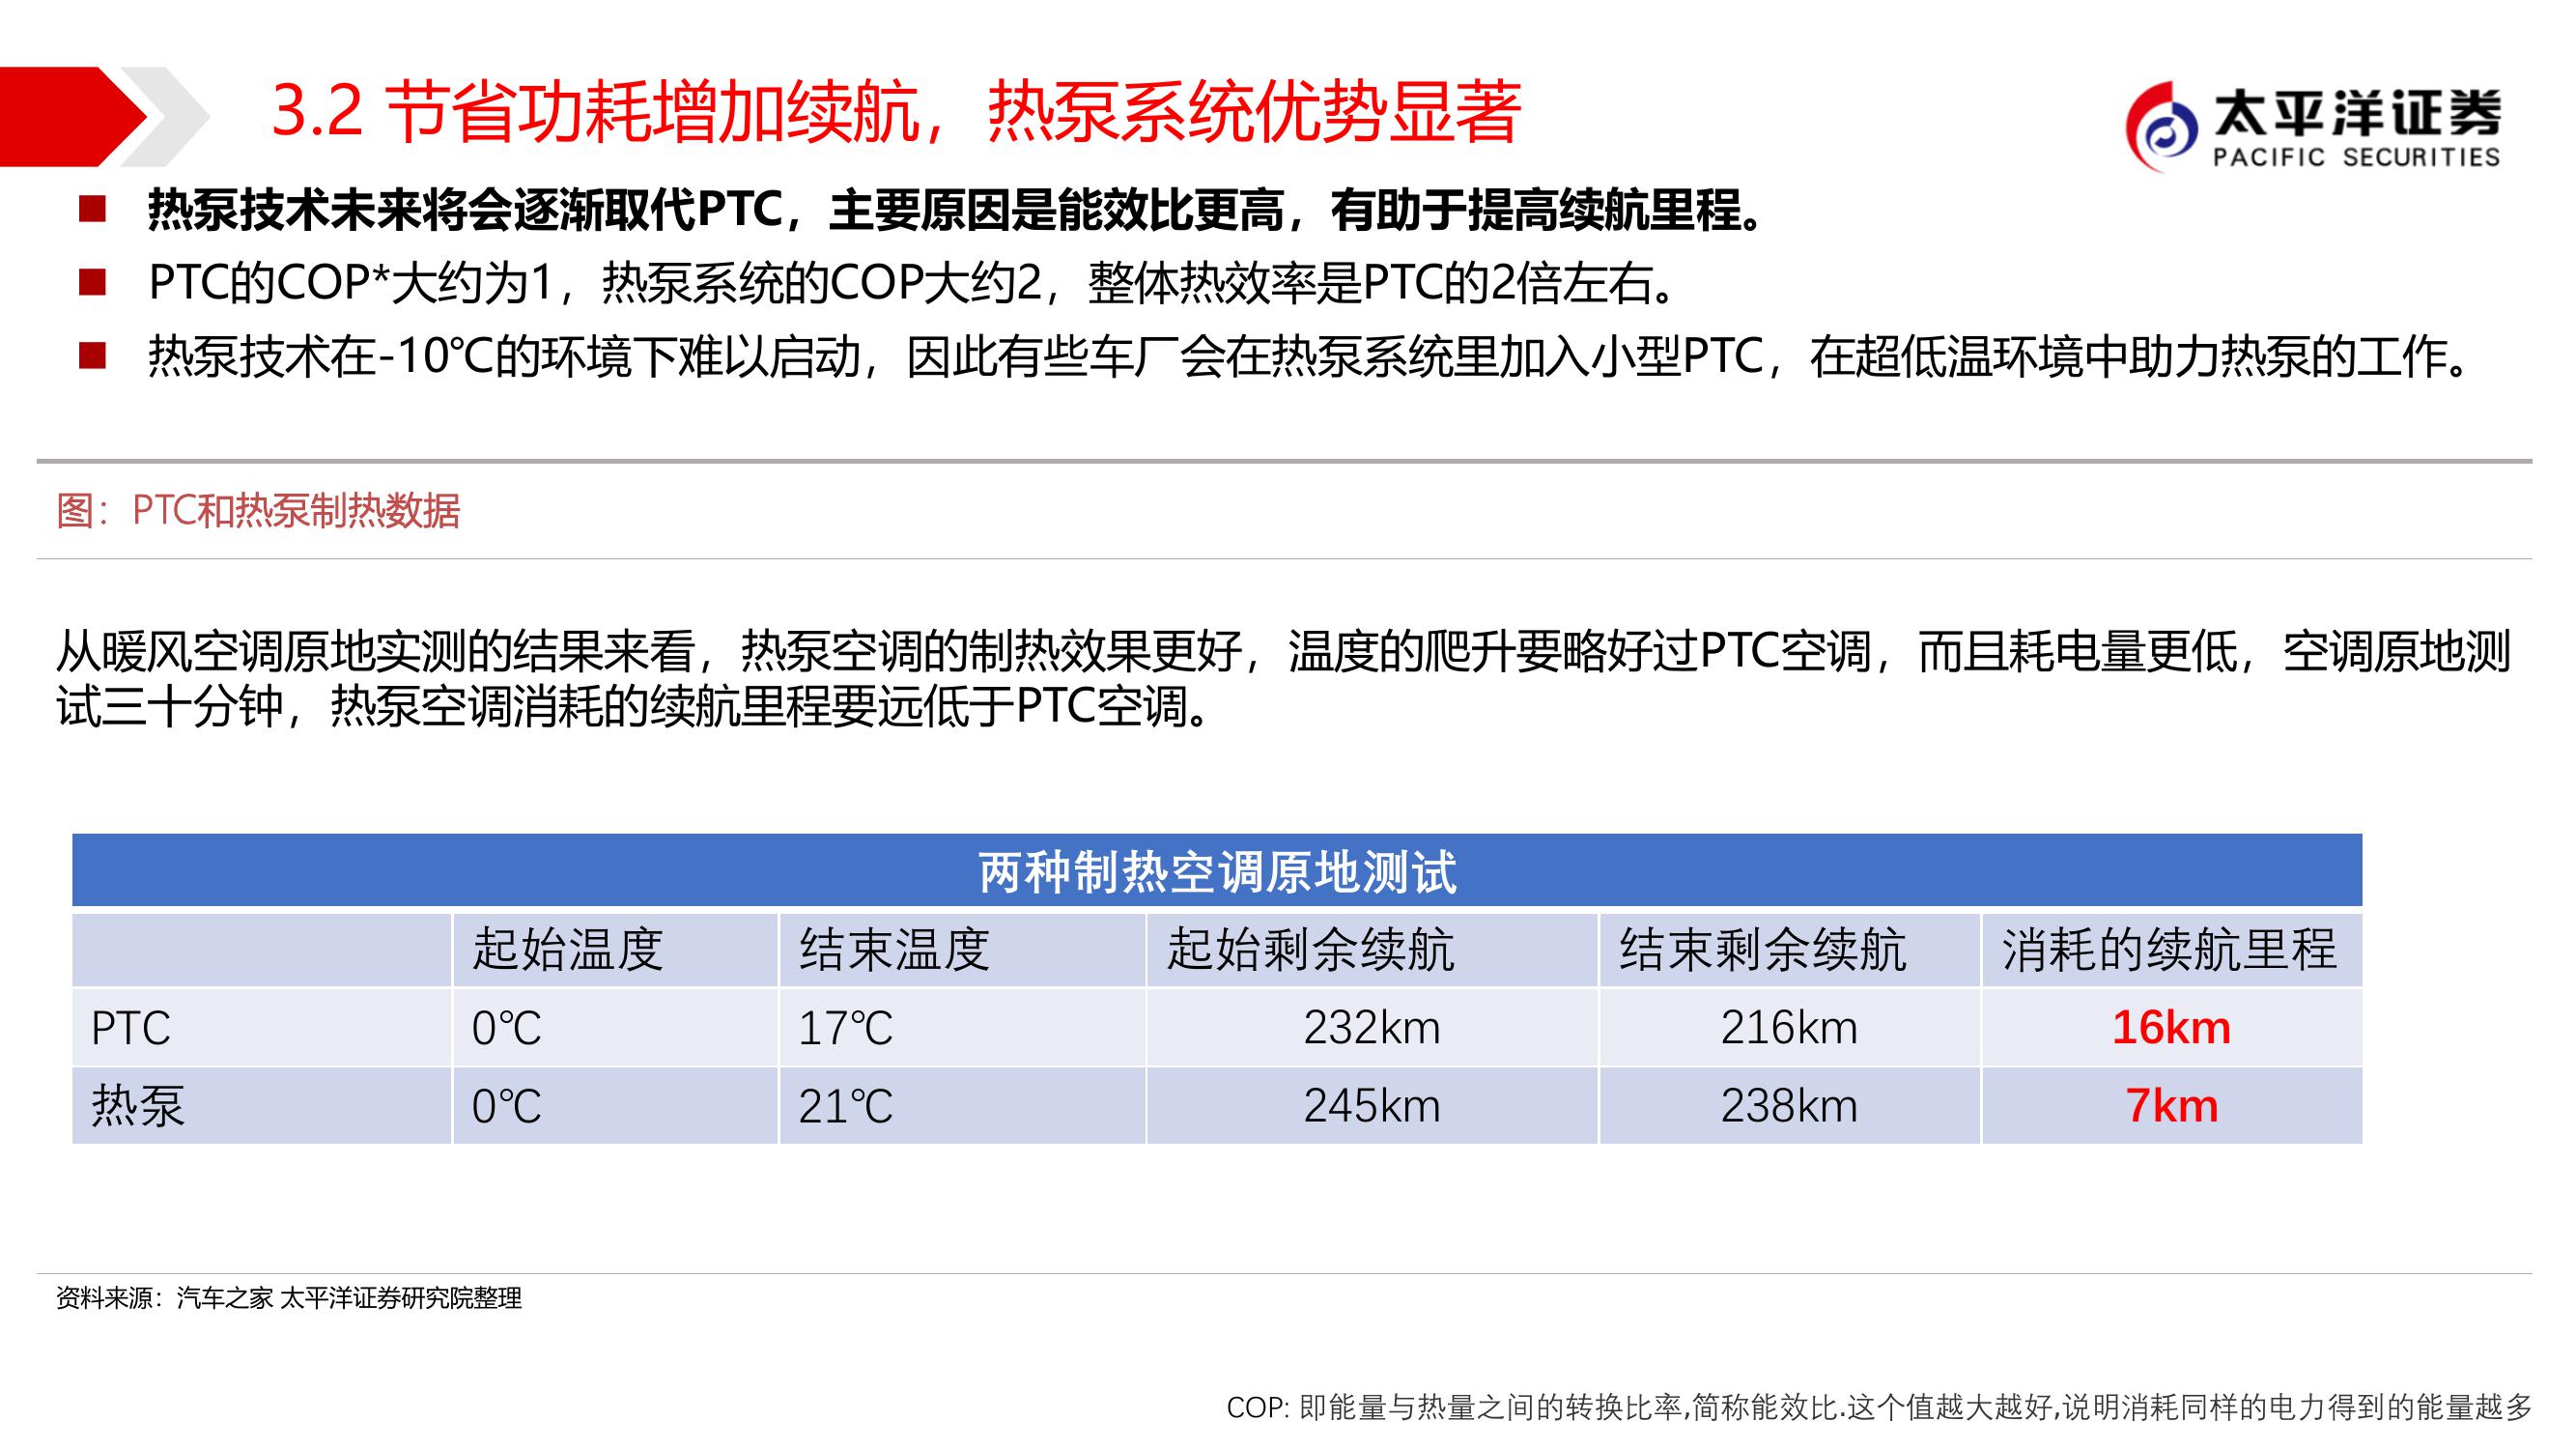 3.2 节省功耗增加续航，热泵系统优势显著
太平洋证券
PACIFIC SECURITIES
■ 热泵技术未来将会逐渐取代PTC，主要原因是能效比更高，有助于提高续航里程。
■ PTC的COP*大约为1，热泵系统的COP大约2，整体热效率是PTC的2倍左右。
■ 热泵技术在-10℃的环境下难以启动，因此有些车厂会在热泵系统里加入小型PTC，在超低温环境中助力热泵的工作。
图：PTC和热泵制热数据
从暖风空调原地实测的结果来看，热泵空调的制热效果更好，温度的爬升要略好过PTC空调，而且耗电量更低，空调原地测
试三十分钟，热泵空调消耗的续航里程要远低于PTC空调。
两种制热空调原地测试
起始温度 结束温度 起始剩余续航 结束剩余续航 消耗的续航里程
PTC 0℃ 17℃ 232km 216km 16km
热泵 0℃ 21℃ 245km 238km 7km
资料来源：汽车之家 太平洋证券研究院整理
COP: 即能量与热量之间的转换比率,简称能效比.这个值越大越好,说明消耗同样的电力得到的能量越多